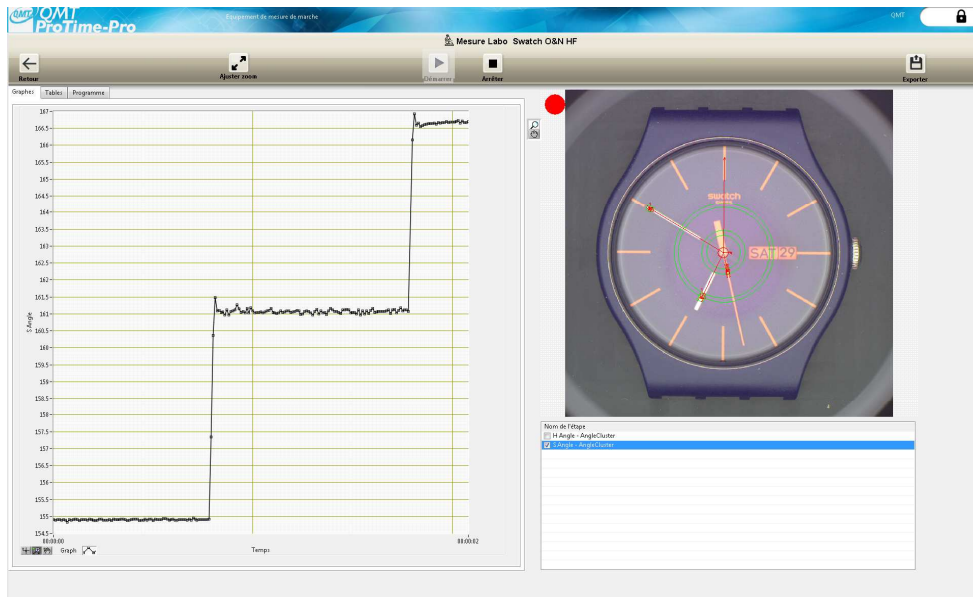 QMT QMT
ProTime-Pro
Equipement de mesure de marche
QMT
Mesure Labo Swatch O&N HF
Retour
Ajuster zoom
Démarrer
Arrêter
Exporter
Graphes Tables Programme
167
166.5
166
165.5
165
164.5
164
163.5
163
162.5
162
161.5
161
160.5
160
159.5
159
158.5
158
157.5
157
156.5
156
155.5
155
154.5
S Angle
00:00:00
00:00:02
Temps
Graph
swatch
SAT 29
Nom de l'étape
H Angle - AngleCluster
S Angle - AngleCluster